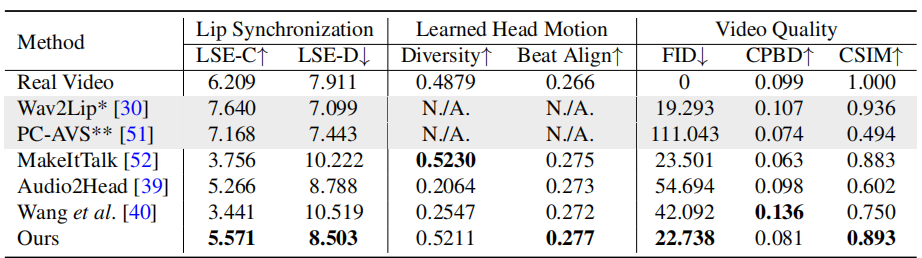 Method Lip Synchronization Learned Head Motion Video Quality
LSE-C↑ LSE-D↓ Diversity↑ Beat Align↑ FID↓ CPBD↑ CSIM↑
Real Video 6.209 7.911 0.4879 0.266 0 0.099 1.000
Wav2Lip* [30] 7.640 7.099 N./A. N./A. 19.293 0.107 0.936
PC-AVS** [51] 7.168 7.443 N./A. N./A. 111.043 0.074 0.494
MakeItTalk [52] 3.756 10.222 0.5230 0.275 23.501 0.063 0.883
Audio2Head [39] 5.266 8.788 0.2064 0.273 54.694 0.098 0.602
Wang et al. [40] 3.441 10.519 0.2547 0.272 42.092 0.136 0.750
Ours 5.571 8.503 0.5211 0.277 22.738 0.081 0.893